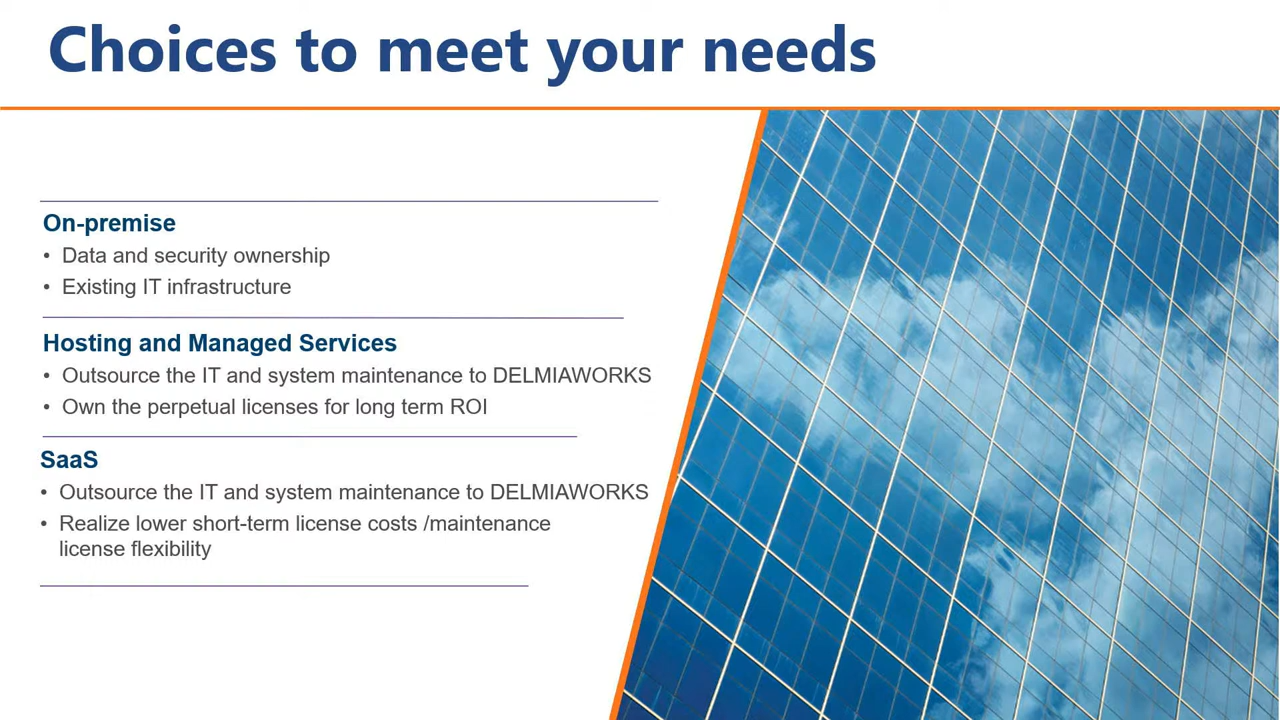 Choices to meet your needs
On-premise
• Data and security ownership
• Existing IT infrastructure
Hosting and Managed Services
• Outsource the IT and system maintenance to DELMIAWORKS
• Own the perpetual licenses for long term ROI
SaaS
• Outsource the IT and system maintenance to DELMIAWORKS
• Realize lower short-term license costs /maintenance
license flexibility